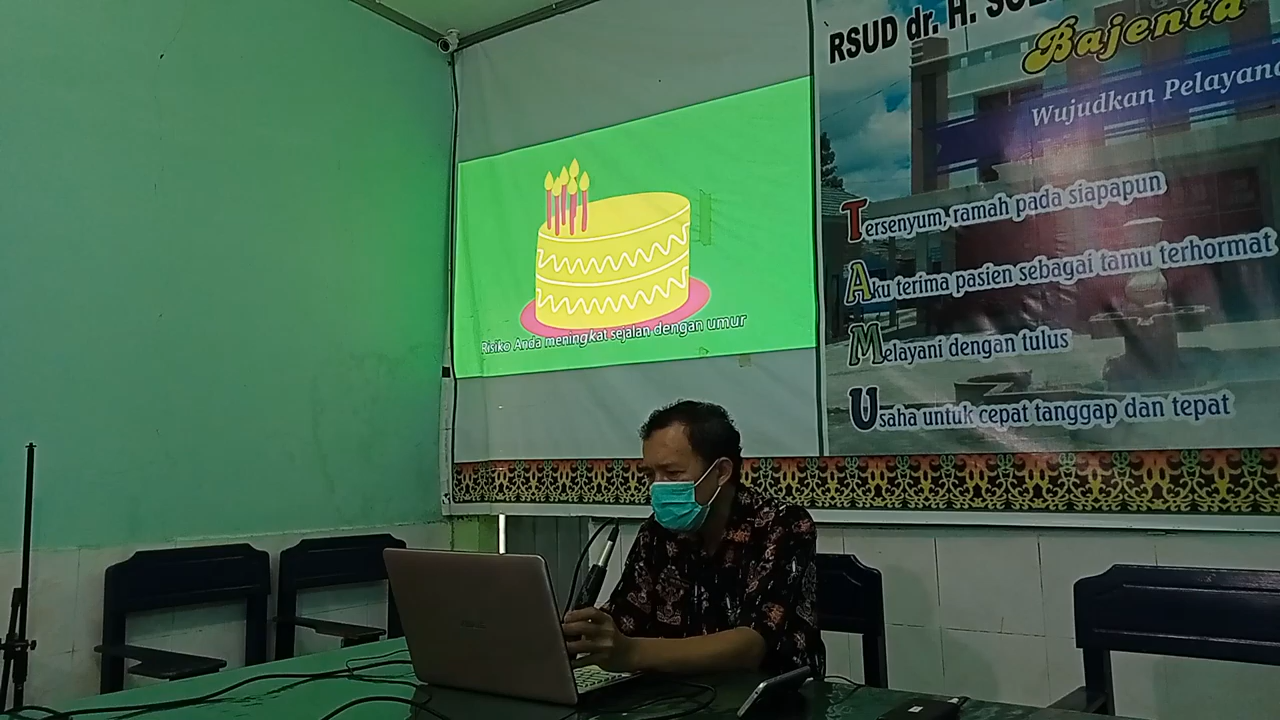 RSUD dr. H.
Bajenta
Wujudkan
Tersenyum, ramah pada siapapun
Aku terima pasien sebagai tamu terhormat
Melayani dengan tulus
Usaha untuk cepat tanggap dan tepat
Risiko Anda meningkat sejalan dengan umur